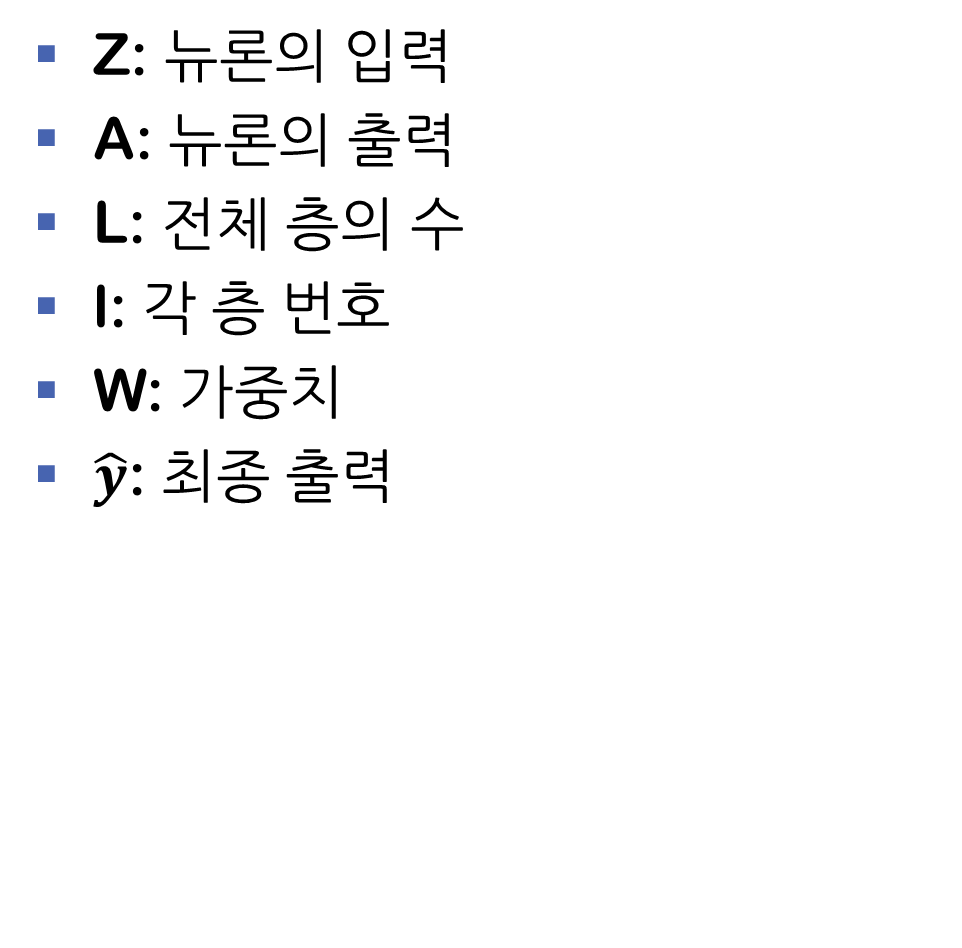 ▪ Z: 뉴론의 입력
▪ A: 뉴론의 출력
▪ L: 전체 층의 수
▪ l: 각 층 번호
▪ W: 가중치
▪ ŷ: 최종 출력